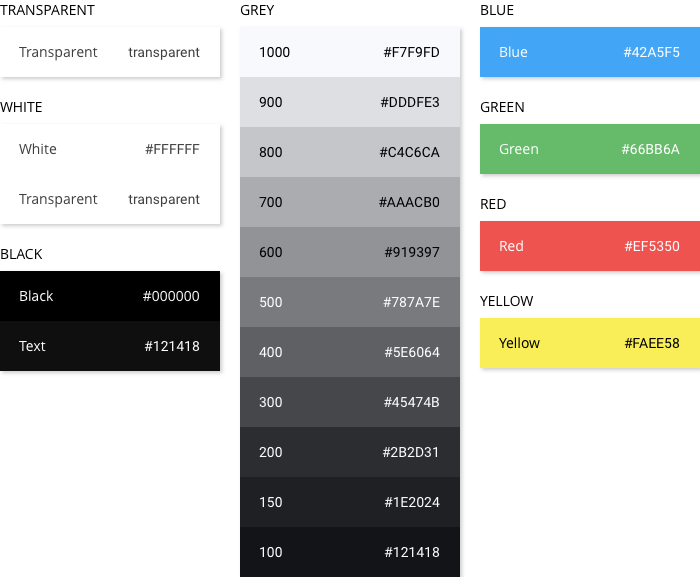 TRANSPARENT
Transparent transparent
WHITE
White #FFFFFF
Transparent transparent
BLACK
Black #000000
Text #121418
GREY
1000 #F7F9FD
900 #DDDFE3
800 #C4C6CA
700 #AAACB0
600 #919397
500 #787A7E
400 #5E6064
300 #45474B
200 #2B2D31
150 #1E2024
100 #121418
BLUE
Blue #42A5F5
GREEN
Green #66BB6A
RED
Red #EF5350
YELLOW
Yellow #FAEE58